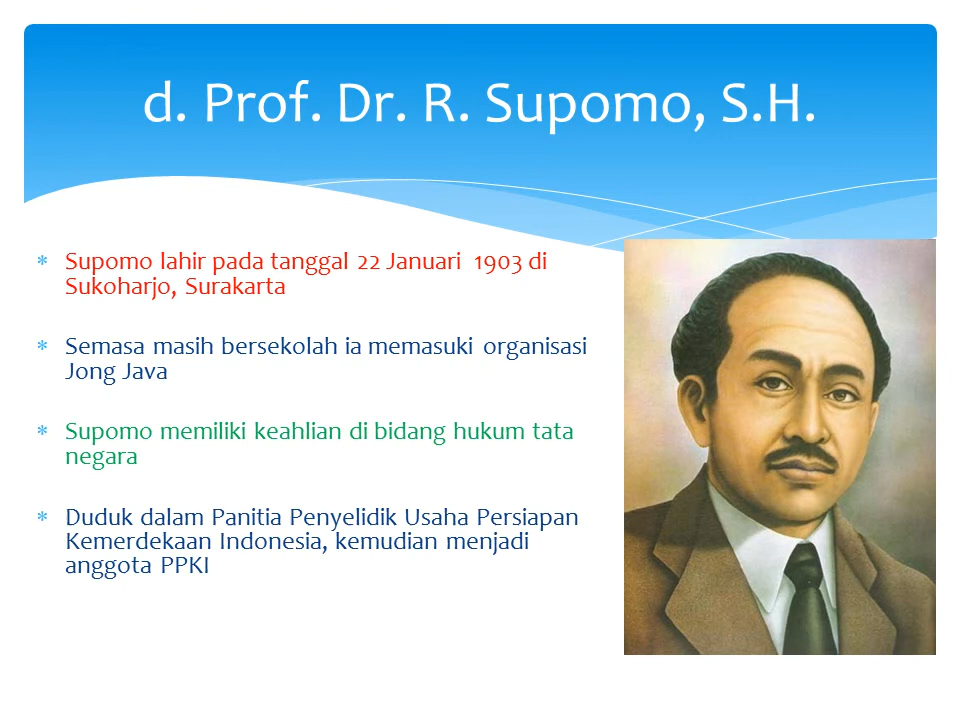 d. Prof. Dr. R. Supomo, S.H.
* Supomo lahir pada tanggal 22 Januari 1903 di
Sukoharjo, Surakarta
* Semasa masih bersekolah ia memasuki organisasi
Jong Java
* Supomo memiliki keahlian di bidang hukum tata
negara
* Duduk dalam Panitia Penyelidik Usaha Persiapan
Kemerdekaan Indonesia, kemudian menjadi
anggota PPKI